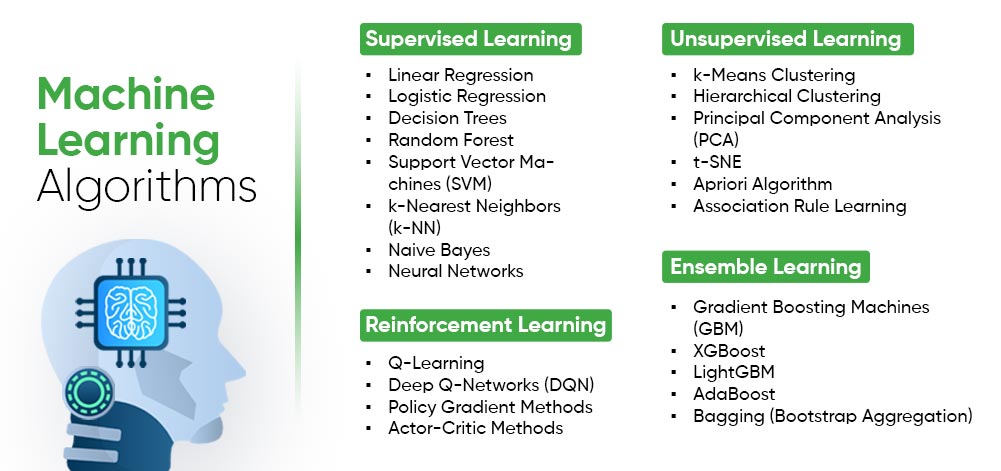 Machine
Learning
Algorithms
Supervised Learning
▪ Linear Regression
▪ Logistic Regression
▪ Decision Trees
▪ Random Forest
▪ Support Vector Ma-
chines (SVM)
▪ k-Nearest Neighbors
(k-NN)
▪ Naive Bayes
▪ Neural Networks
Reinforcement Learning
▪ Q-Learning
▪ Deep Q-Networks (DQN)
▪ Policy Gradient Methods
▪ Actor-Critic Methods
Unsupervised Learning
▪ k-Means Clustering
▪ Hierarchical Clustering
▪ Principal Component Analysis
(PCA)
▪ t-SNE
▪ Apriori Algorithm
▪ Association Rule Learning
Ensemble Learning
▪ Gradient Boosting Machines
(GBM)
▪ XGBoost
▪ LightGBM
▪ AdaBoost
▪ Bagging (Bootstrap Aggregation)